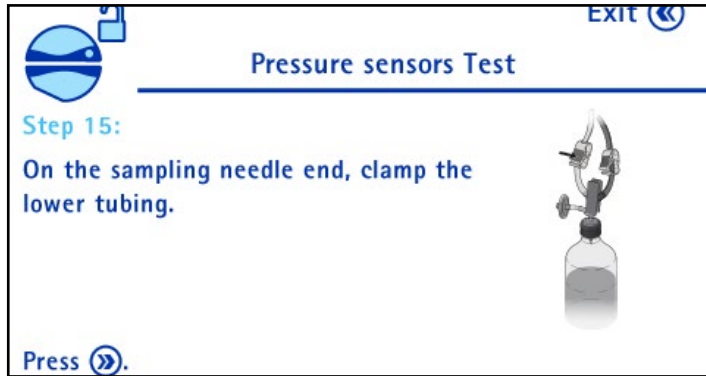 Exit
Pressure sensors Test
Step 15:
On the sampling needle end, clamp the
lower tubing.
Press .